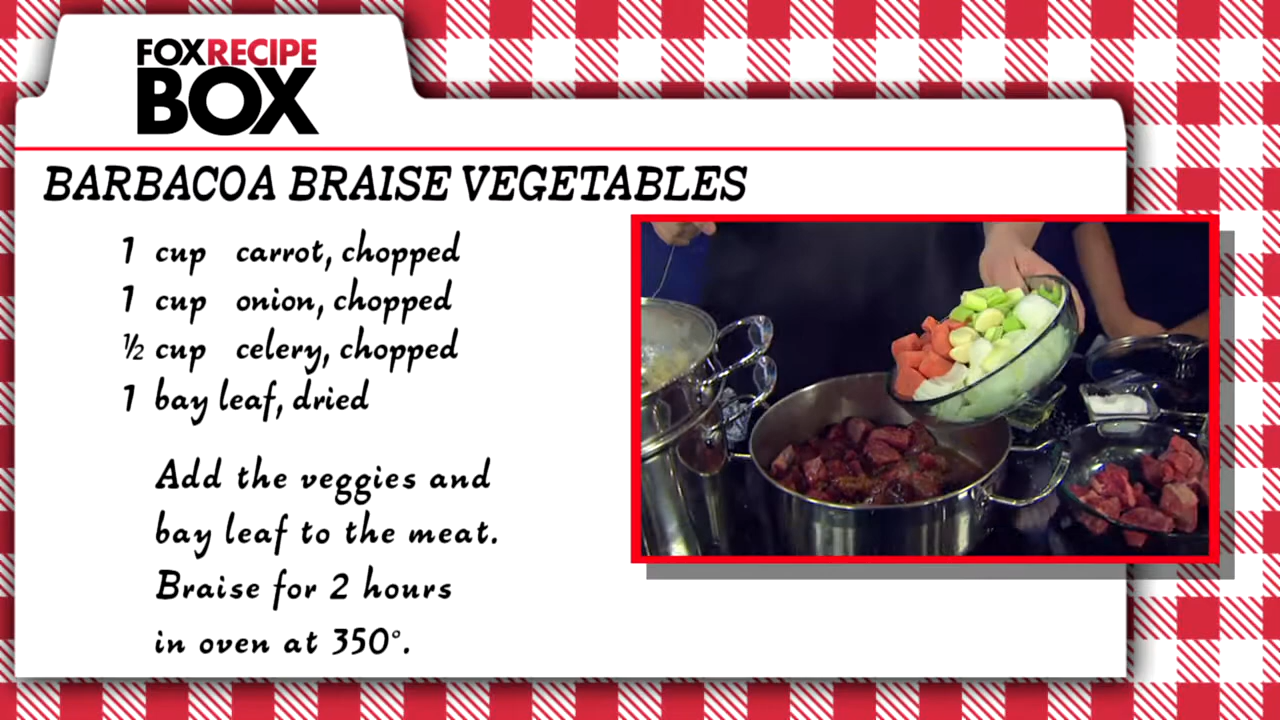 FOXRECIPE
BOX
BARBACOA BRAISE VEGETABLES
1 cup carrot, chopped
1 cup onion, chopped
½ cup celery, chopped
1 bay leaf, dried
Add the veggies and
bay leaf to the meat.
Braise for 2 hours
in oven at 350°.